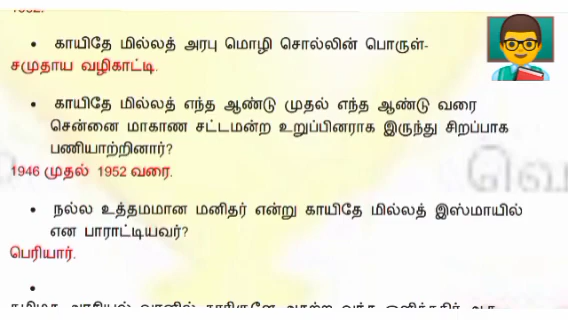 • காயிதே மில்லத் அரபு மொழி சொல்லின் பொருள்-
சமுதாய வழிகாட்டி.
• காயிதே மில்லத் எந்த ஆண்டு முதல் எந்த ஆண்டு வரை
சென்னை மாகாண சட்டமன்ற உறுப்பினராக இருந்து சிறப்பாக
பணியாற்றினார்?
1946 முதல் 1952 வரை.
• நல்ல உத்தமமான மனிதர் என்று காயிதே மில்லத் இஸ்மாயில்
என பாராட்டியவர்?
பெரியார்.
•